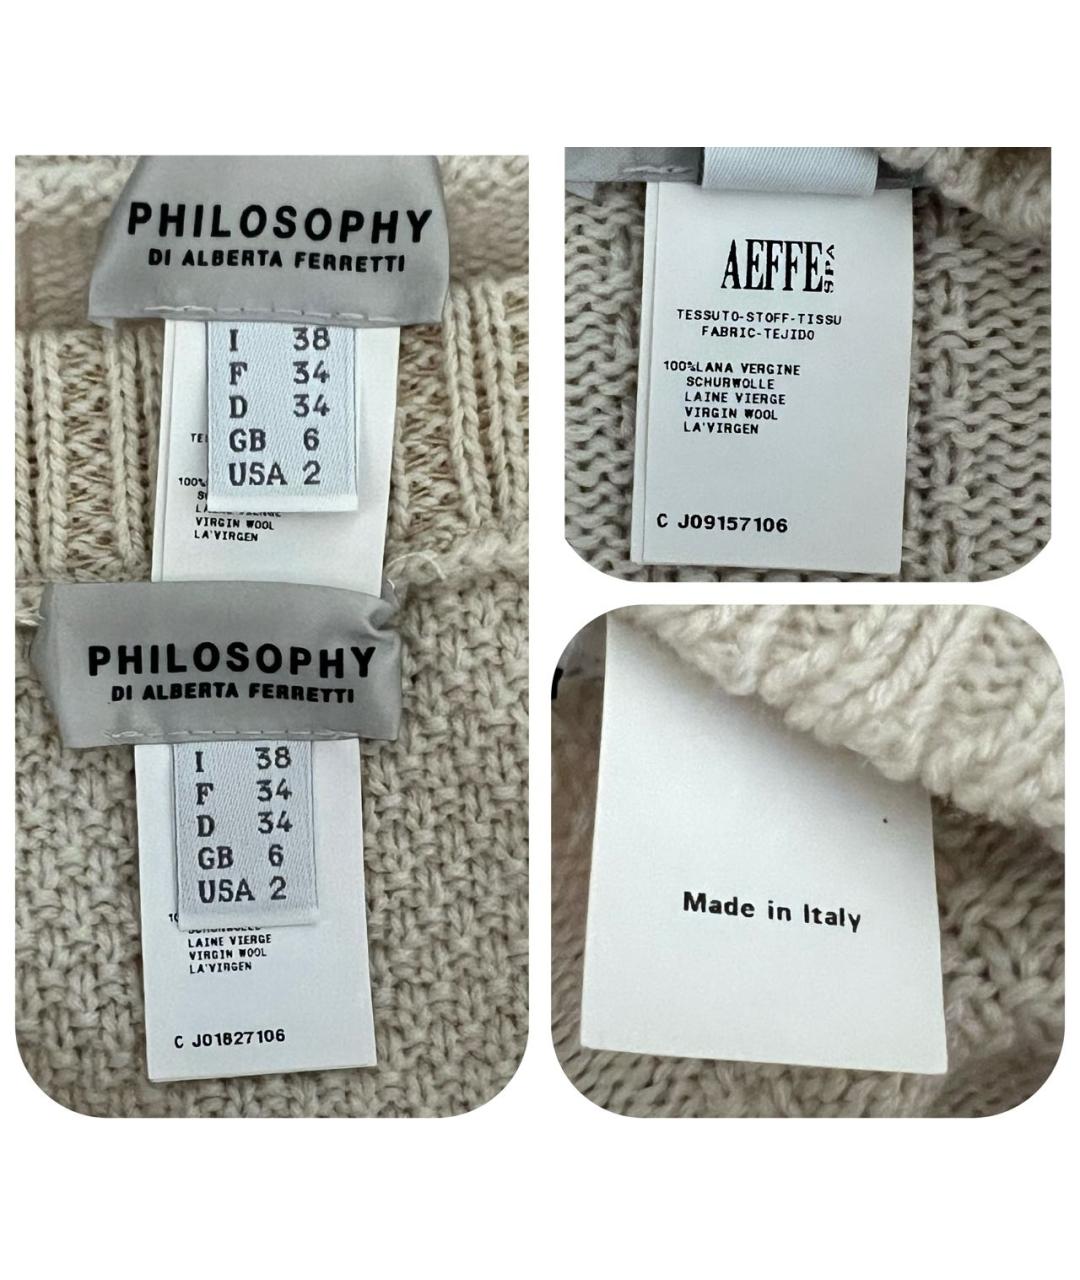 PHILOSOPHY
DI ALBERTA FERRETTI
I 38
F 34
D 34
GB 6
USA 2
100%
VIRGIN WOOL
LA'VIRGEN
PHILOSOPHY
DI ALBERTA FERRETTI
I 38
F 34
D 34
GB 6
USA 2
LAINE VIERGE
VIRGIN WOOL
LA'VIRGEN
C J01827106
AEFFE SPA
TESSUTO-STOFF-TISSU
FABRIC-TEJIDO
100%LANA VERGINE
SCHURWOLLE
LAINE VIERGE
VIRGIN WOOL
LA'VIRGEN
C J09157106
Made in Italy